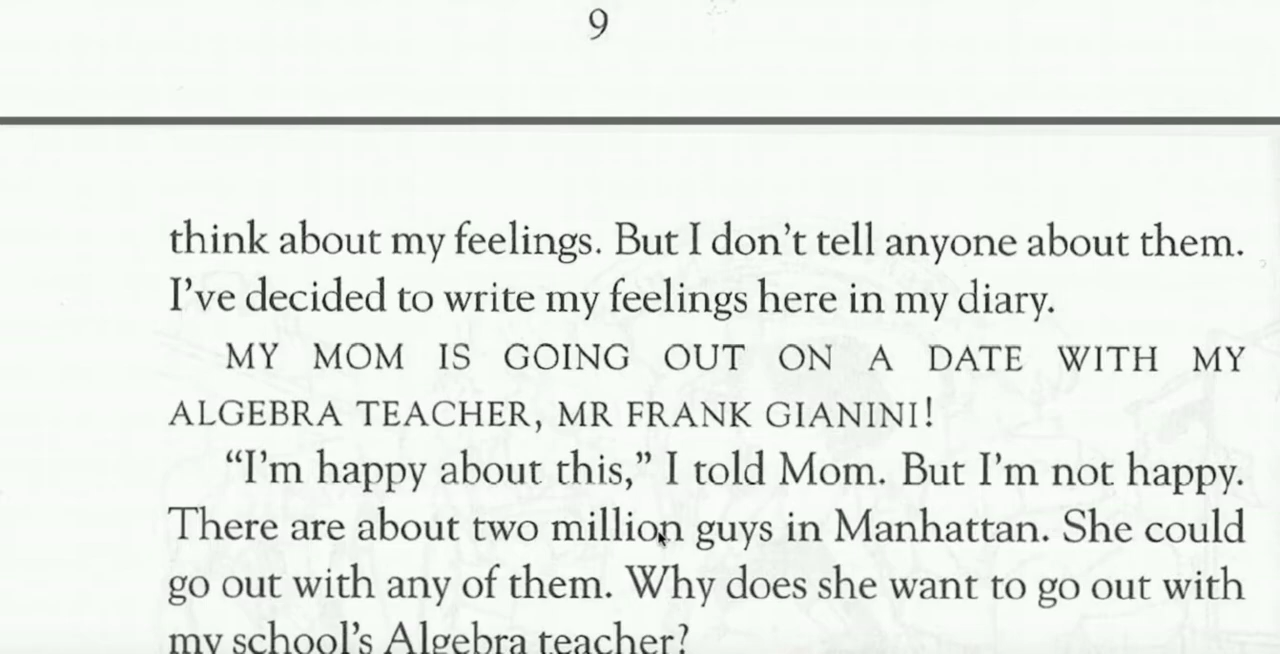 9
think about my feelings. But I don't tell anyone about them.
I've decided to write my feelings here in my diary.
MY MOM IS GOING OUT ON A DATE WITH MY
ALGEBRA TEACHER, MR FRANK GIANINI!
“I'm happy about this,” I told Mom. But I'm not happy.
There are about two million guys in Manhattan. She could
go out with any of them. Why does she want to go out with
my school's Algebra teacher?